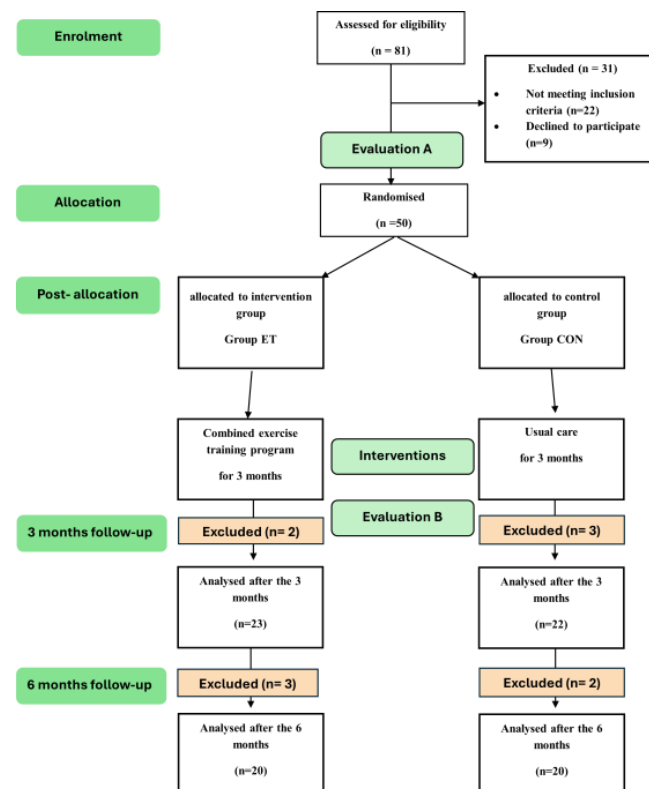 Enrolment
Assessed for eligibility
(n = 81)
Excluded (n = 31)
• Not meeting inclusion
criteria (n=22)
• Declined to participate
(n=9)
Evaluation A
Allocation
Randomised
(n =50)
Post- allocation
allocated to intervention
group
Group ET
allocated to control
group
Group CON
Combined exercise
training program
for 3 months
Interventions
Usual care
for 3 months
Evaluation B
3 months follow-up
Excluded (n= 2)
Excluded (n= 3)
Analysed after the 3
months
(n=23)
Analysed after the 3
months
(n=22)
6 months follow-up
Excluded (n= 3)
Excluded (n= 2)
Analysed after the 6
months
(n=20)
Analysed after the 6
months
(n=20)